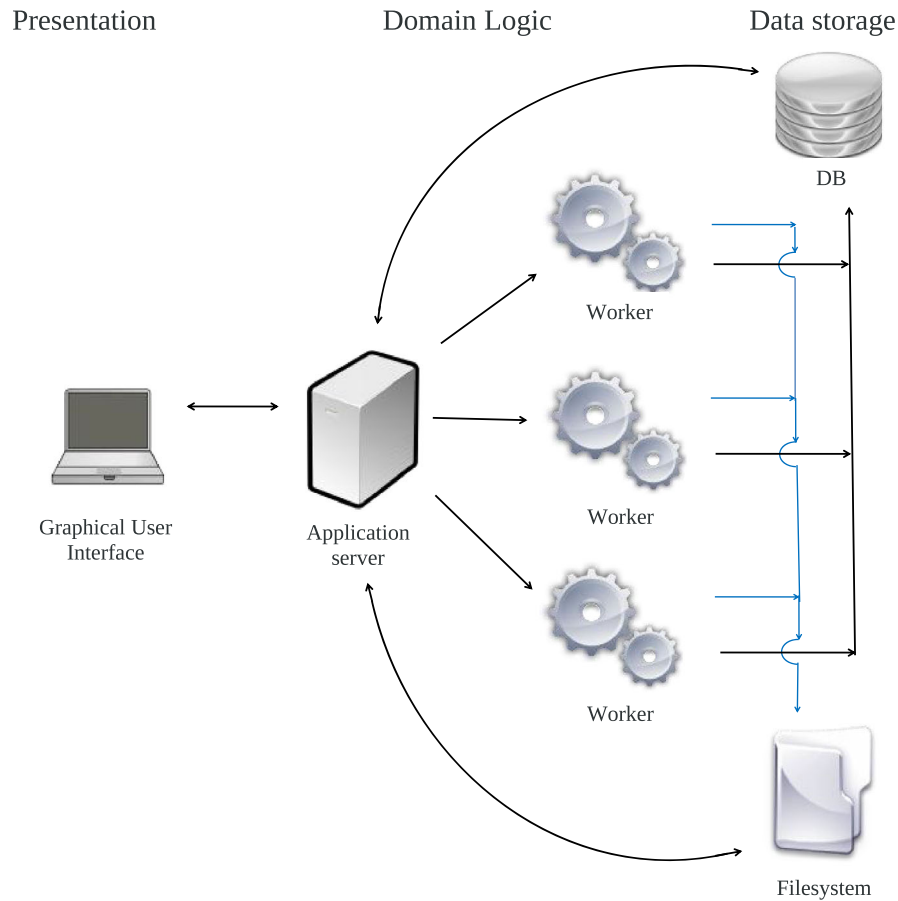 Presentation
Domain Logic
Data storage
DB
Worker
Worker
Graphical User
Interface
Application
server
Worker
Filesystem